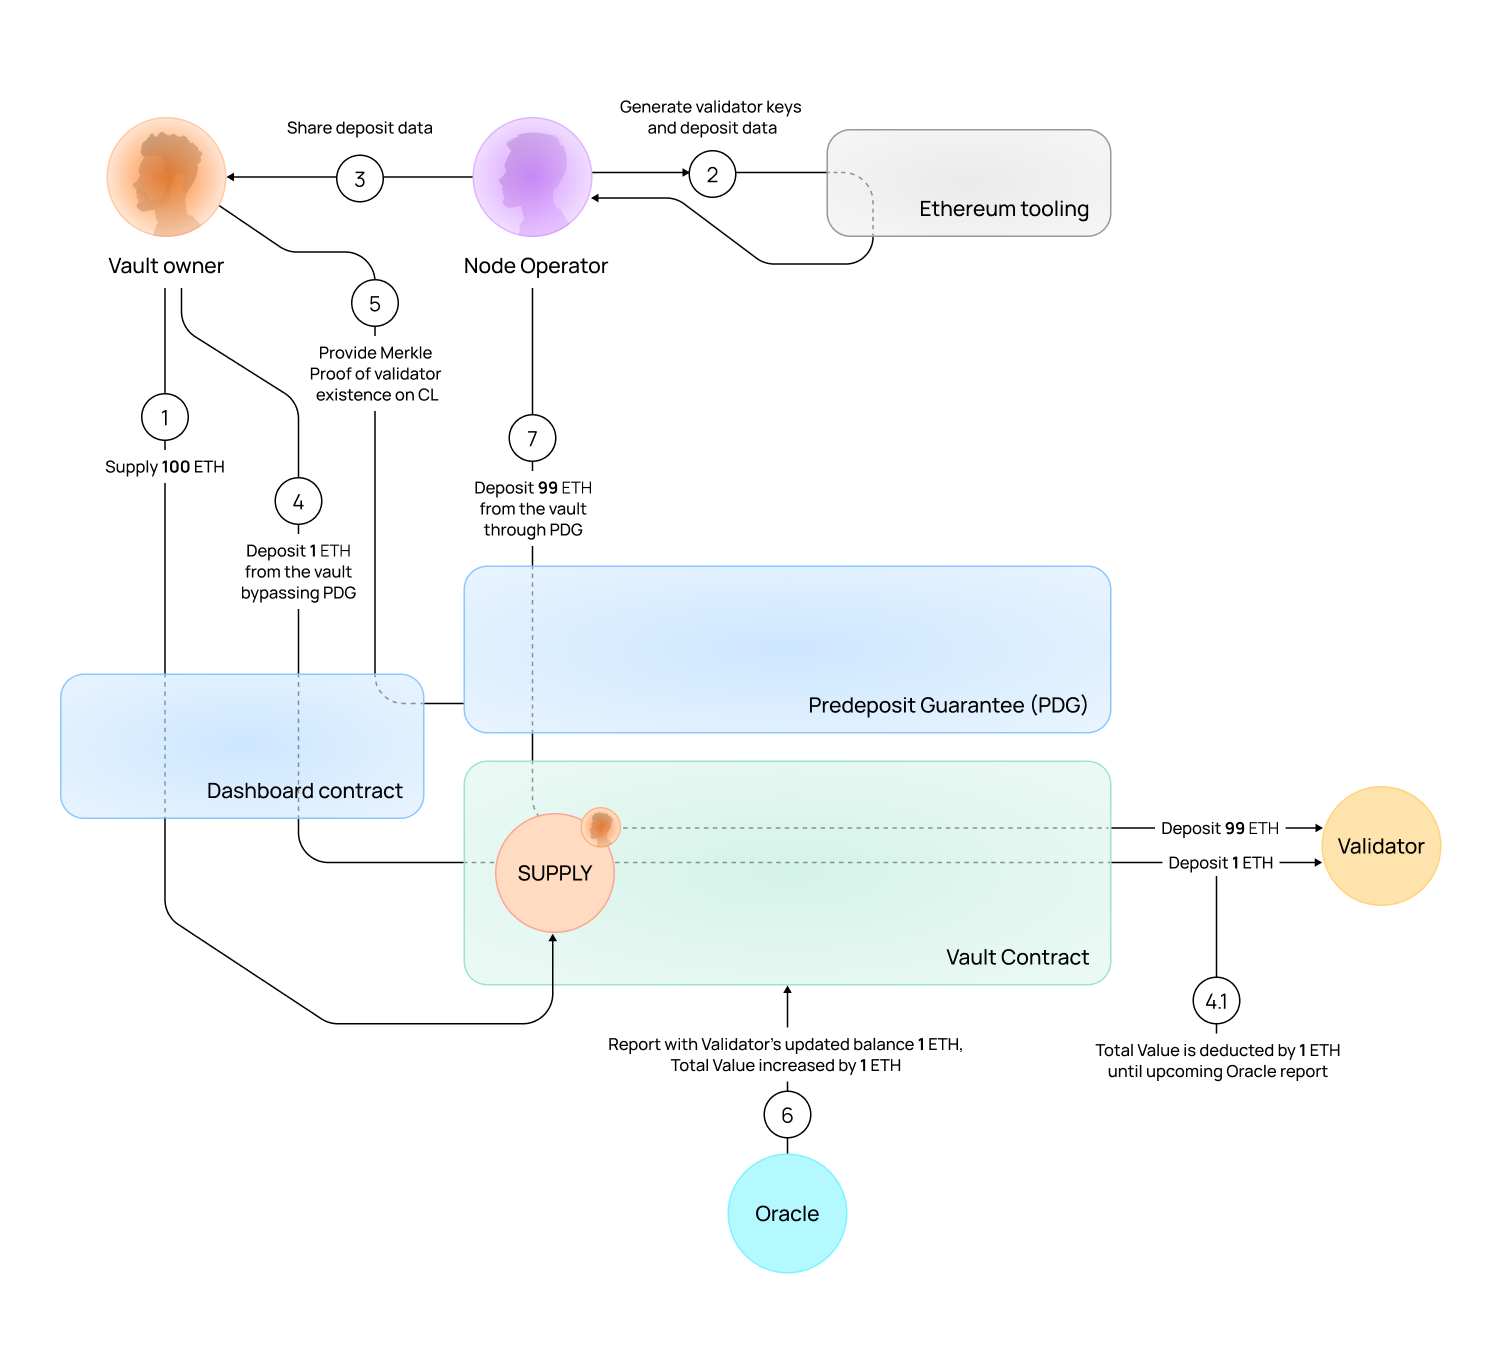 Generate validator keys
and deposit data
Share deposit data
3
2
Ethereum tooling
Vault owner
Node Operator
5
Provide Merkle
Proof of validator
existence on CL
1
Supply 100 ETH
7
Deposit 99 ETH
from the vault
through PDG
4
Deposit 1 ETH
from the vault
bypassing PDG
Predeposit Guarantee (PDG)
Dashboard contract
Deposit 99 ETH
Deposit 1 ETH
Validator
SUPPLY
Vault Contract
4.1
Total Value is deducted by 1 ETH
until upcoming Oracle report
Report with Validator's updated balance 1 ETH,
Total Value increased by 1 ETH
6
Oracle